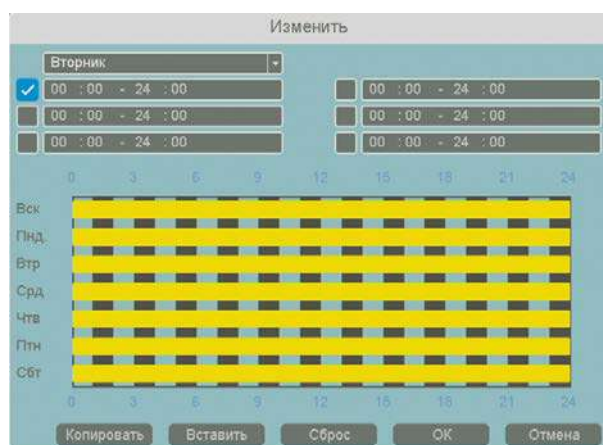 Изменить
Вторник
00 :00 - 24 :00 00 :00 - 24 :00
00 :00 - 24 :00 00 :00 - 24 :00
00 :00 - 24 :00 00 :00 - 24 :00
0 3 6 9 12 15 18 21 24
Вск
Пнд.
Втр
Срд
Чтв
Птн
Сбт
0 3 6 9 12 15 18 21 24
Копировать Вставить Сброс ОК Отмена